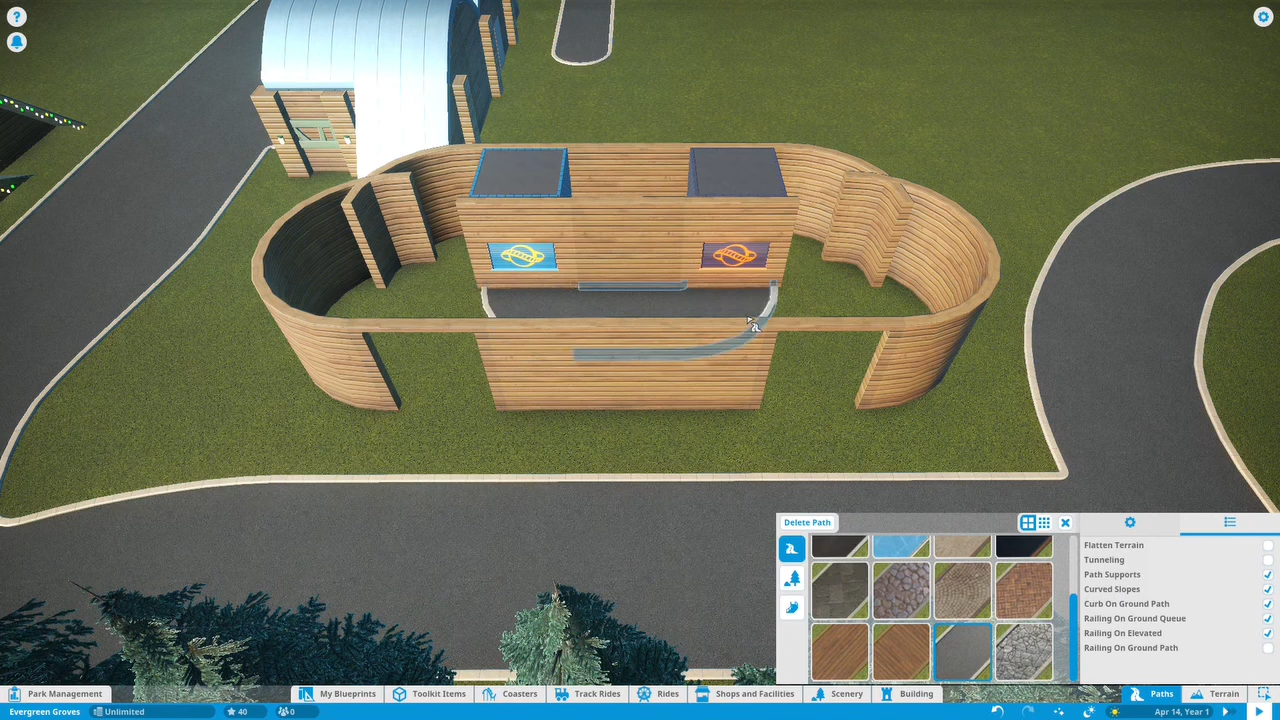 ?
Delete Path
Flatten Terrain
Tunneling
Path Supports
Curved Slopes
Curb On Ground Path
Railing On Ground Queue
Railing On Elevated
Railing On Ground Path
Park Management
My Blueprints
Toolkit Items
Coasters
Track Rides
Rides
Shops and Facilities
Scenery
Building
Paths
Terrain
Evergreen Groves
Unlimited
40
0
Apr 14, Year 1